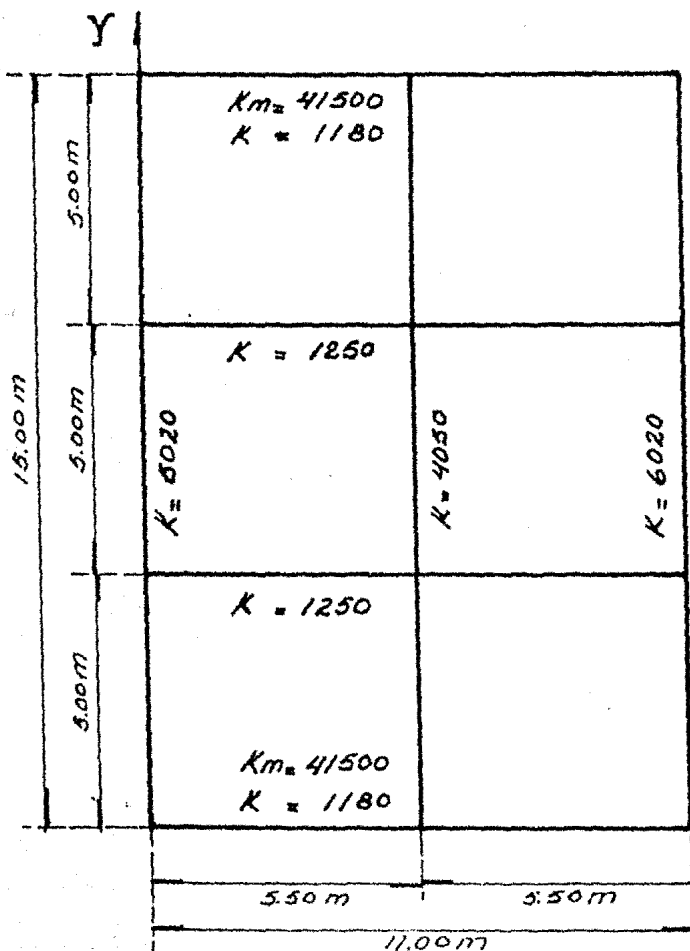 Y
Km= 41500
K = 1180
5.00m
K = 1250
15.00m
5.00m
K= 5020
K= 4050
K= 6020
K = 1250
5.00m
Km= 41500
K = 1180
5.50m
5.50m
11.00m